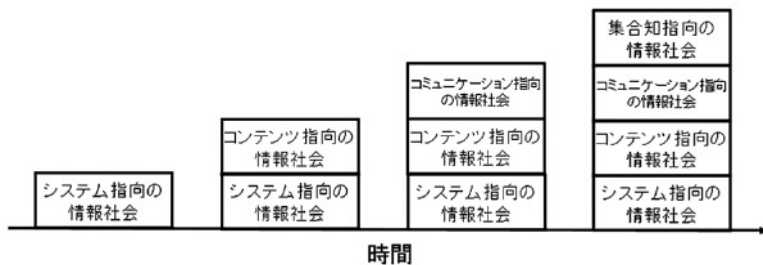 システム指向の
情報社会
コンテンツ指向の
情報社会
システム指向の
情報社会
コミュニケーション指向
の情報社会
コンテンツ指向の
情報社会
システム指向の
情報社会
集合知指向の
情報社会
コミュニケーション指向
の情報社会
コンテンツ指向の
情報社会
システム指向の
情報社会
時間